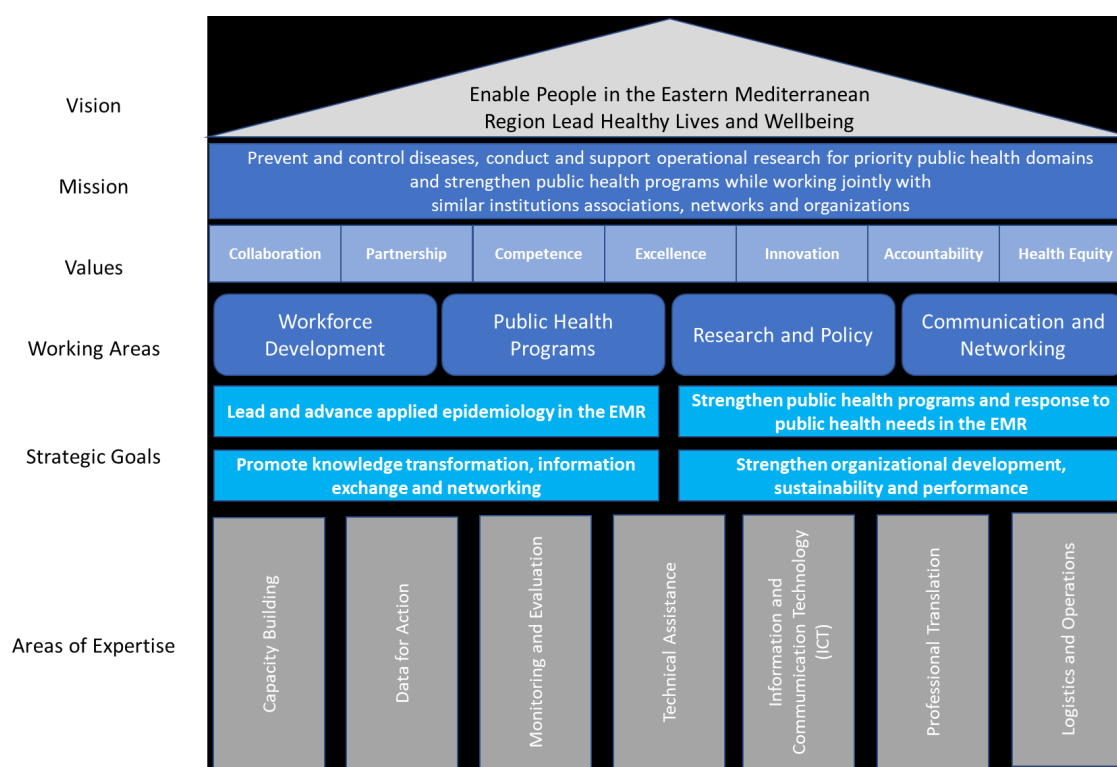 Vision
Enable People in the Eastern Mediterranean
Region Lead Healthy Lives and Wellbeing
Mission
Prevent and control diseases, conduct and support operational research for priority public health domains
and strengthen public health programs while working jointly with
similar institutions associations, networks and organizations
Values
Collaboration
Partnership
Competence
Excellence
Innovation
Accountability
Health Equity
Working Areas
Workforce
Development
Public Health
Programs
Research and Policy
Communication and
Networking
Strategic Goals
Lead and advance applied epidemiology in the EMR
Strengthen public health programs and response to
public health needs in the EMR
Promote knowledge transformation, information
exchange and networking
Strengthen organizational development,
sustainability and performance
Areas of Expertise
Capacity Building
Data for Action
Monitoring and Evaluation
Technical Assistance
Information and
Communication Technology
(ICT)
Professional Translation
Logistics and Operations